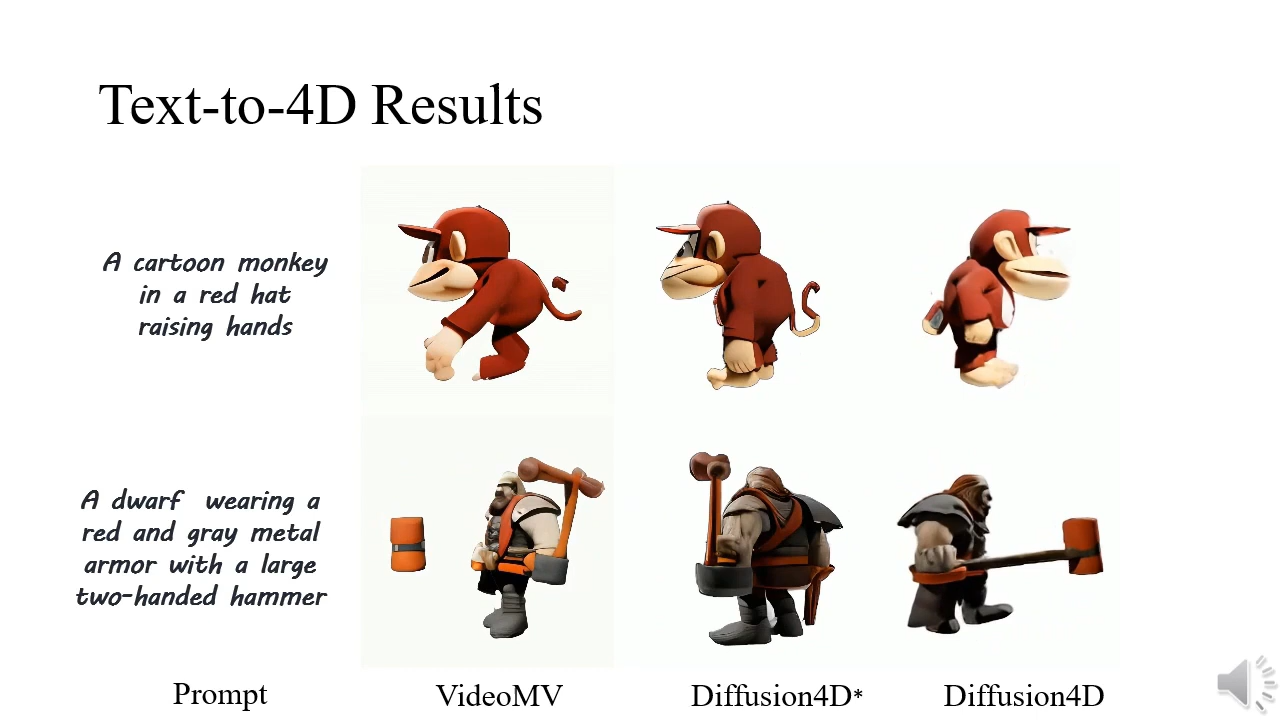 Text-to-4D Results
A cartoon monkey
in a red hat
raising hands
A dwarf wearing a
red and gray metal
armor with a large
two-handed hammer
Prompt
VideoMV
Diffusion4D*
Diffusion4D